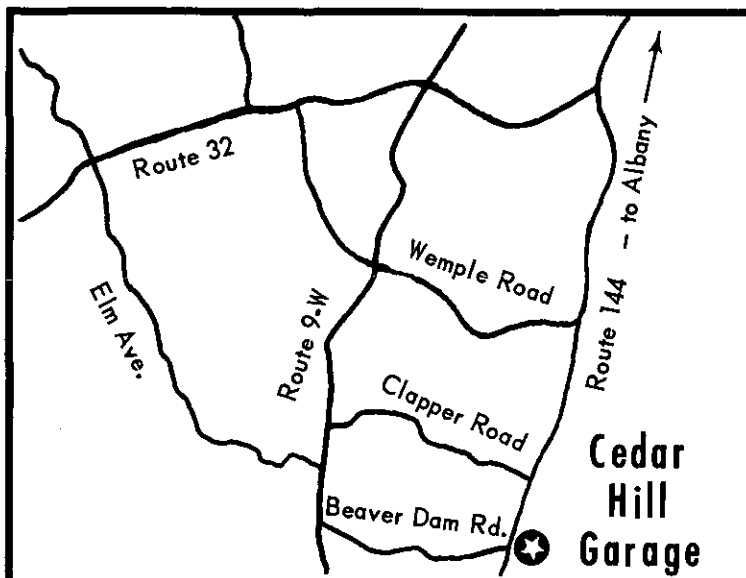 Route 32
— to Albany
Wemple Road
Elm Ave.
Route 9-W
Route 144
Clapper Road
Beaver Dam Rd.
Cedar
Hill
Garage